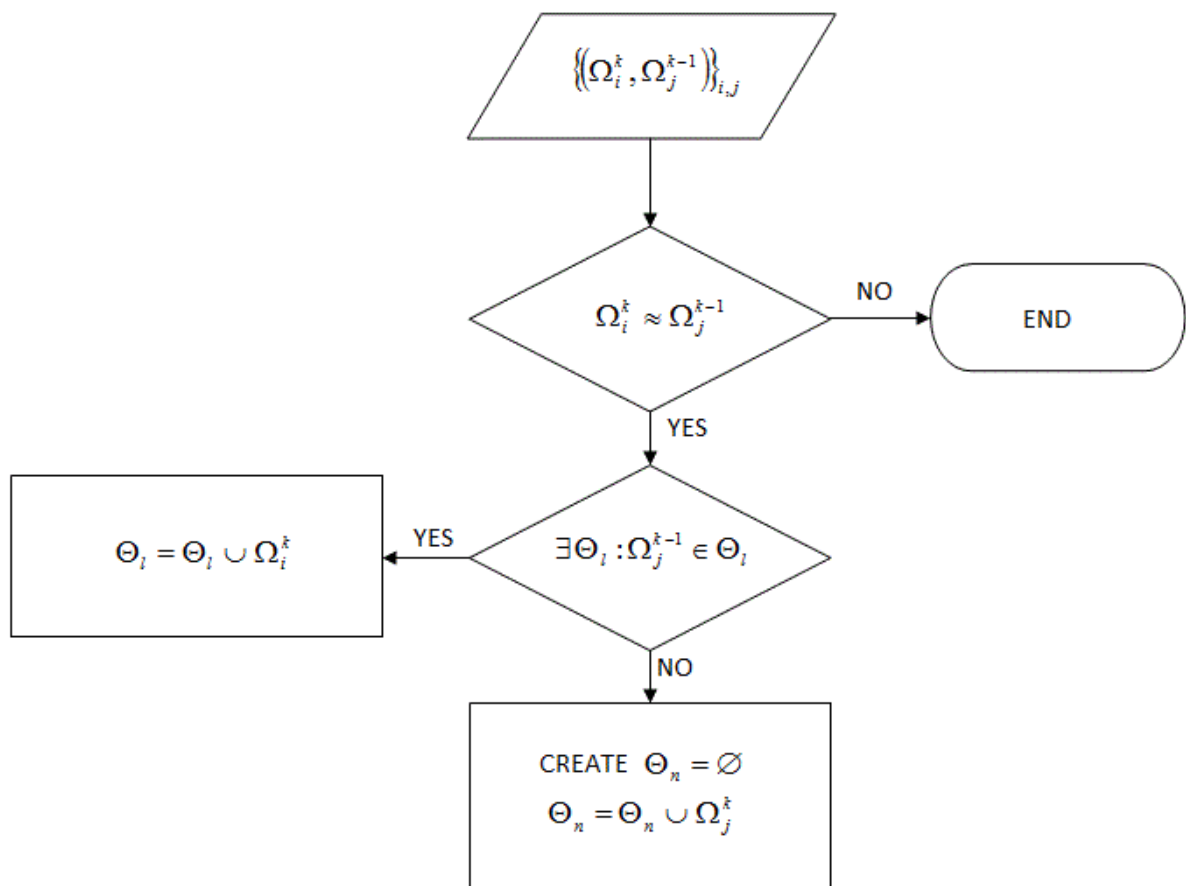 {(Ω_i^k, Ω_j^{k-1})}_{i,j}
Ω_i^k ≈ Ω_j^{k-1}
NO
END
YES
∃Θ_l : Ω_j^{k-1} ∈ Θ_l
YES
Θ_l = Θ_l ∪ Ω_i^k
NO
CREATE Θ_n = ∅
Θ_n = Θ_n ∪ Ω_j^k